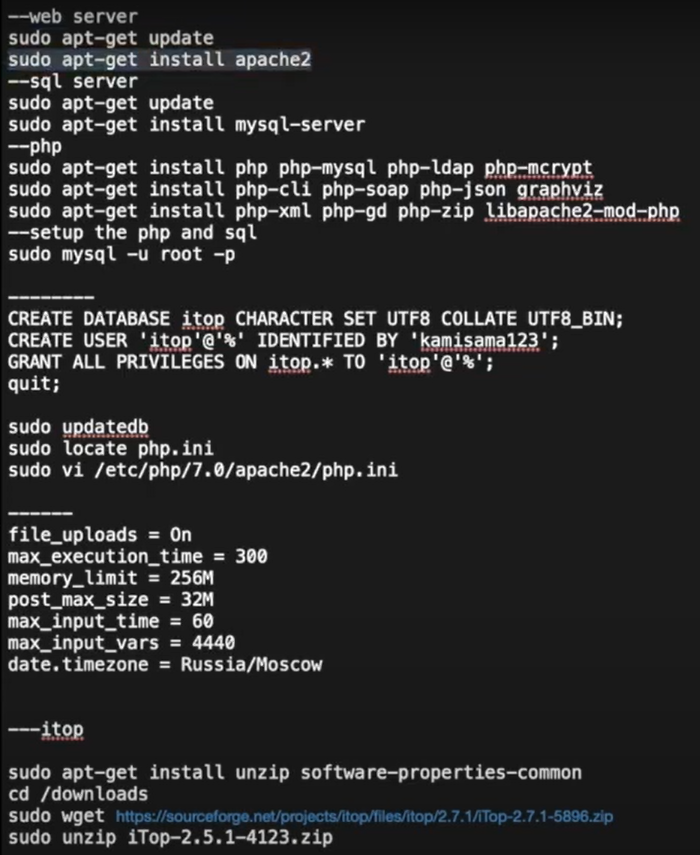 --web server
sudo apt-get update
sudo apt-get install apache2
--sql server
sudo apt-get update
sudo apt-get install mysql-server
--php
sudo apt-get install php php-mysql php-ldap php-mcrypt
sudo apt-get install php-cli php-soap php-json graphviz
sudo apt-get install php-xml php-gd php-zip libapache2-mod-php
--setup the php and sql
sudo mysql -u root -p
--------
CREATE DATABASE itop CHARACTER SET UTF8 COLLATE UTF8_BIN;
CREATE USER 'itop'@'%' IDENTIFIED BY 'kamisama123';
GRANT ALL PRIVILEGES ON itop.* TO 'itop'@'%';
quit;
sudo updatedb
sudo locate php.ini
sudo vi /etc/php/7.0/apache2/php.ini
------
file_uploads = On
max_execution_time = 300
memory_limit = 256M
post_max_size = 32M
max_input_time = 60
max_input_vars = 4440
date.timezone = Russia/Moscow
---itop
sudo apt-get install unzip software-properties-common
cd /downloads
sudo wget https://sourceforge.net/projects/itop/files/itop/2.7.1/iTop-2.7.1-5896.zip
sudo unzip iTop-2.5.1-4123.zip